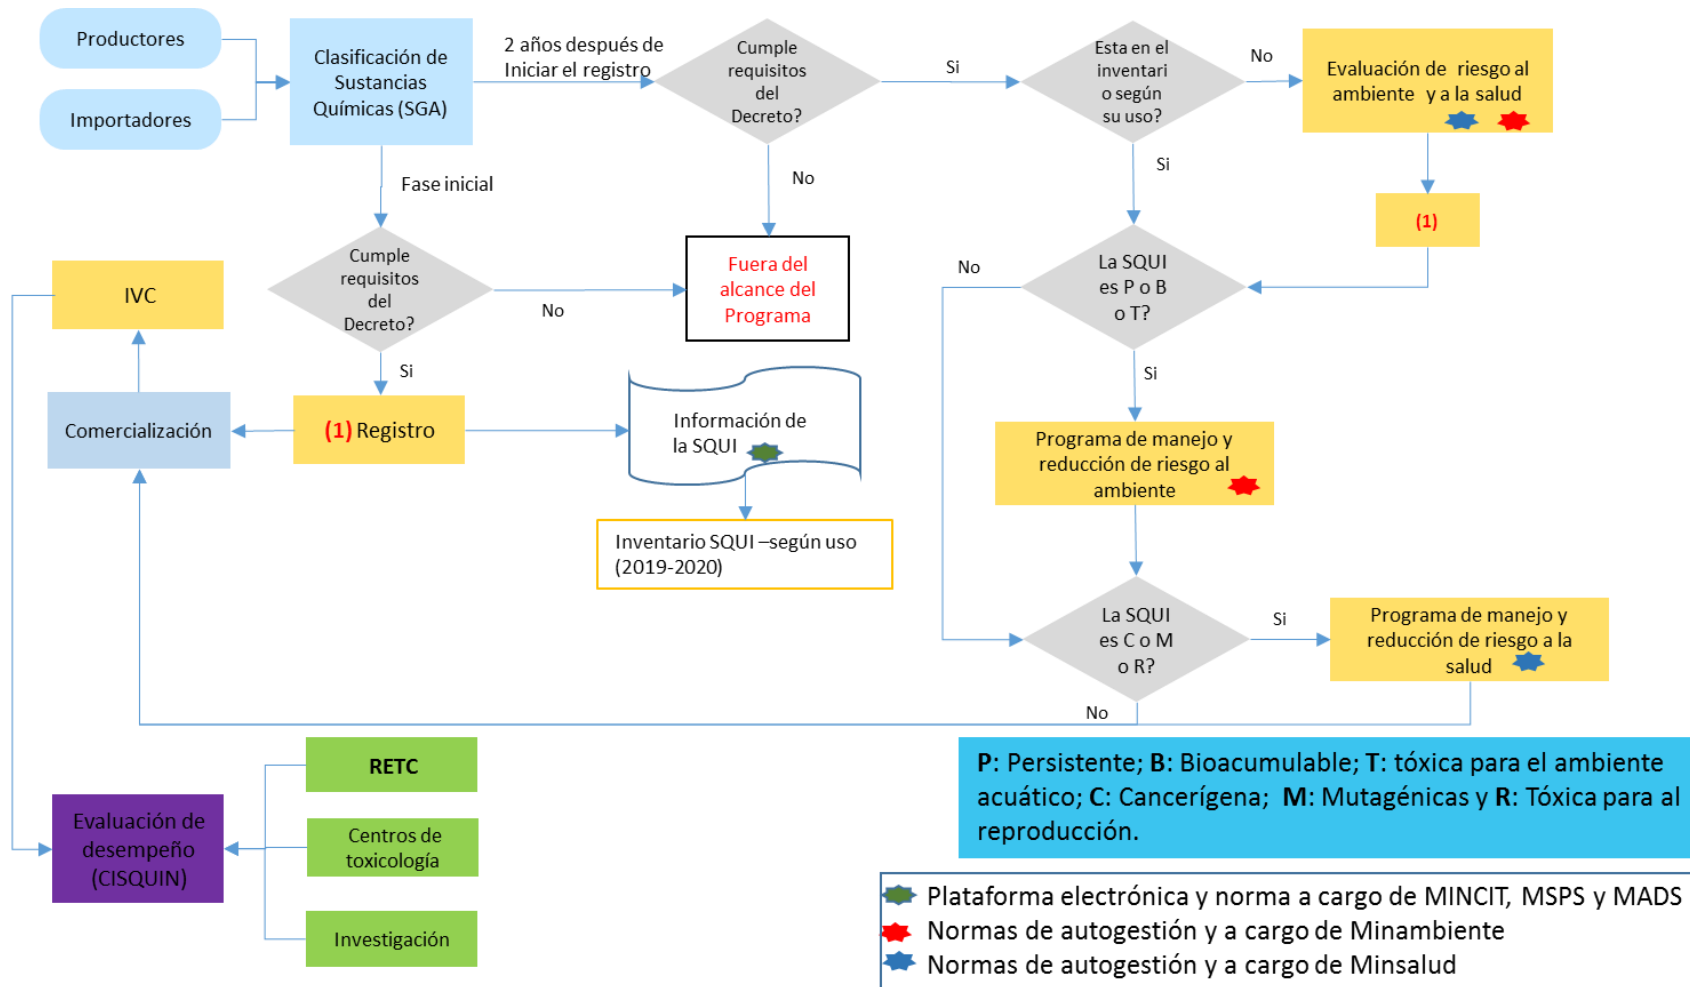 Productores
Importadores
Clasificación de
Sustancias
Químicas (SGA)
2 años después de
Iniciar el registro
Cumple
requisitos
del
Decreto?
Si
Esta en el
inventari
o según
su uso?
No
Evaluación de riesgo al
ambiente y a la salud
Fase inicial
No
Si
(1)
Cumple
requisitos
del
Decreto?
No
Fuera del
alcance del
Programa
La SQUI
es P o B
o T?
No
IVC
Si
Si
Comercialización
(1) Registro
Información de
la SQUI
Programa de manejo y
reducción de riesgo al
ambiente
Inventario SQUI –según uso
(2019-2020)
La SQUI
es C o M
o R?
Si
Programa de manejo y
reducción de riesgo a la
salud
No
RETC
Evaluación de
desempeño
(CISQUIN)
Centros de
toxicología
Investigación
P: Persistente; B: Bioacumulable; T: tóxica para el ambiente
acuático; C: Cancerígena; M: Mutagénicas y R: Tóxica para al
reproducción.
Plataforma electrónica y norma a cargo de MINCIT, MSPS y MADS
Normas de autogestión y a cargo de Minambiente
Normas de autogestión y a cargo de Minsalud